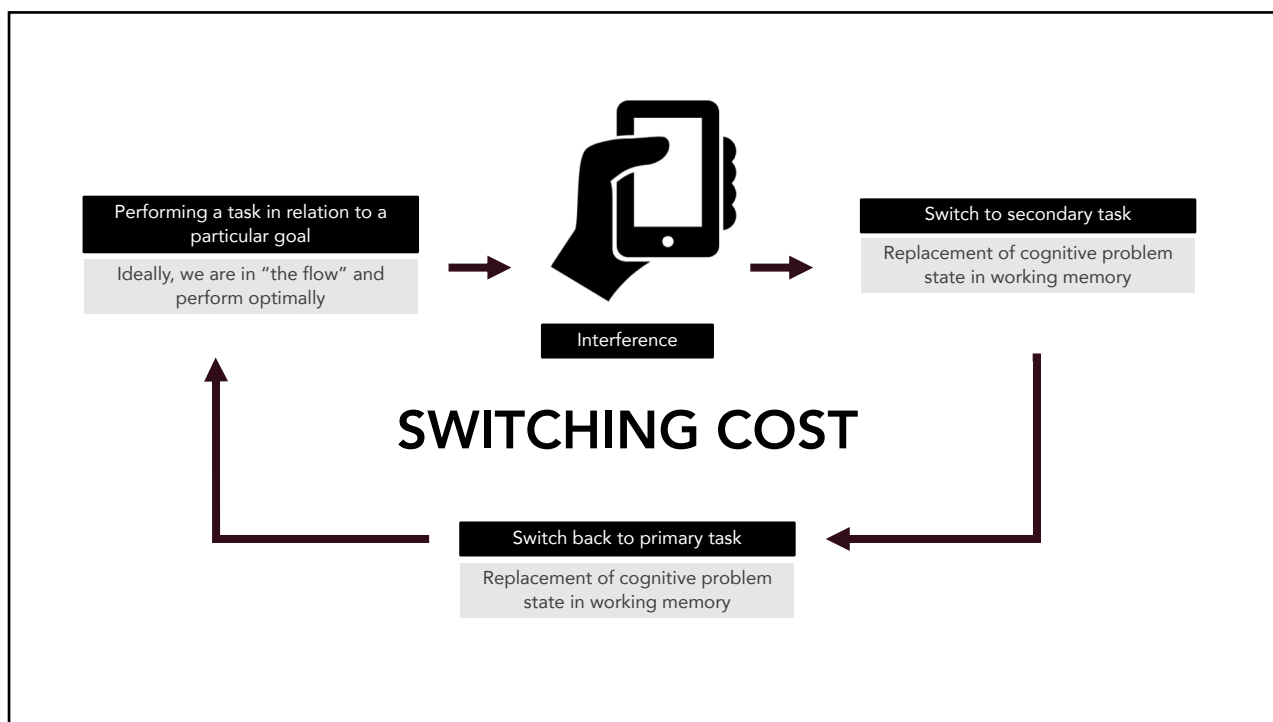 Performing a task in relation to a
particular goal
Ideally, we are in “the flow” and
perform optimally
Interference
Switch to secondary task
Replacement of cognitive problem
state in working memory
SWITCHING COST
Switch back to primary task
Replacement of cognitive problem
state in working memory